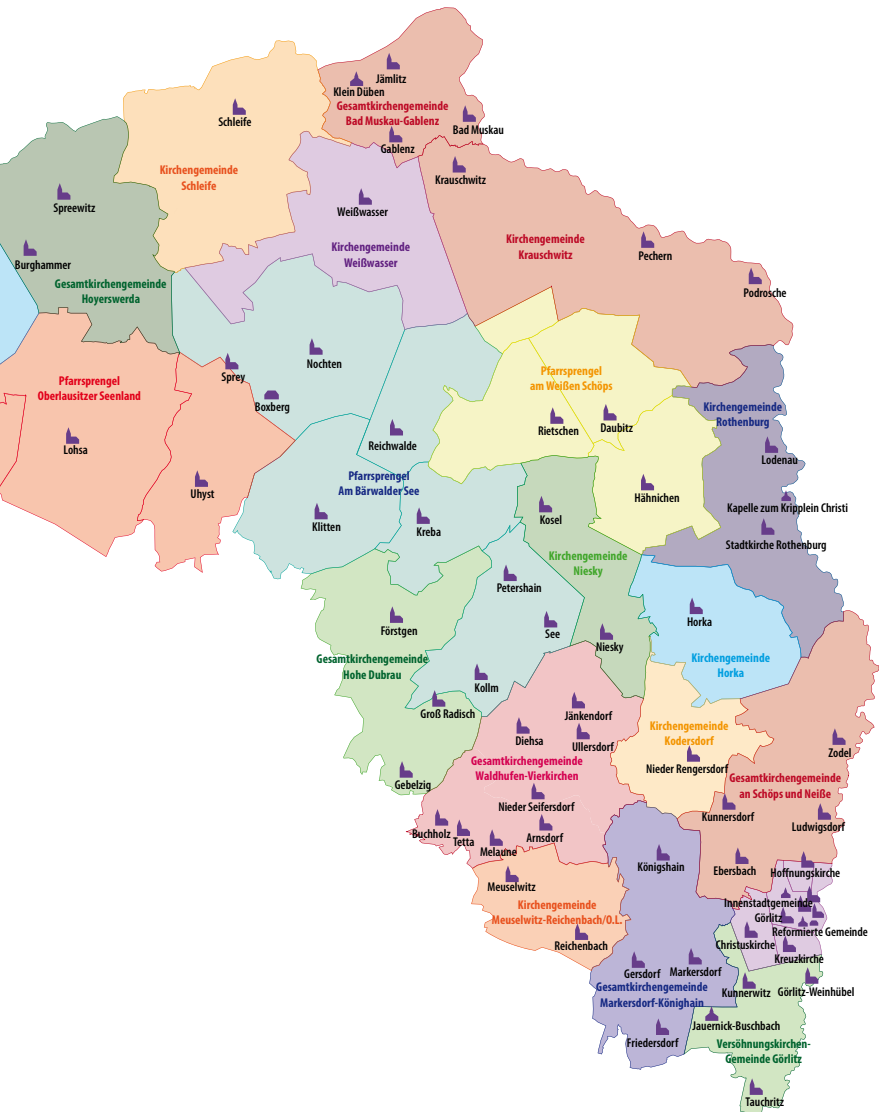 Jämlitz
Klein Düben
Gesamtkirchengemeinde
Bad Muskau-Gablenz
Schleife
Bad Muskau
Gablenz
Kirchengemeinde
Schleife
Krauschwitz
Spreewitz
Weißwasser
Kirchengemeinde
Krauschwitz
Kirchengemeinde
Weißwasser
Pechern
Burghammer
Gesamtkirchengemeinde
Hoyerswerda
Podrosche
Nochten
Sprey
Pfarrsprengel
Oberlausitzer Seenland
Pfarrsprengel
am Weißen Schöps
Boxberg
Kirchengemeinde
Rothenburg
Lohsa
Reichwalde
Rietschen
Daubitz
Lodenau
Pfarrsprengel
Am Bärwalder See
Uhyst
Hähnichen
Kapelle zum Kripplein Christi
Klitten
Kreba
Kosel
Stadtkirche Rothenburg
Kirchengemeinde
Niesky
Petershain
Förstgen
See
Niesky
Horka
Gesamtkirchengemeinde
Hohe Dubrau
Kirchengemeinde
Horka
Kollm
Groß Radisch
Jänkendorf
Diehsa
Ullersdorf
Kirchengemeinde
Kodersdorf
Zodel
Gesamtkirchengemeinde
Waldhufen-Vierkirchen
Nieder Rengersdorf
Gebelzig
Gesamtkirchengemeinde
an Schöps und Neiße
Nieder Seifersdorf
Kunnersdorf
Ludwigsdorf
Buchholz
Tetta
Melaune
Arnsdorf
Königshain
Ebersbach
Hoffnungskirche
Meuselwitz
Kirchengemeinde
Meuselwitz-Reichenbach/O.L.
Innenstadtgemeinde
Görlitz
Reformierte Gemeinde
Reichenbach
Christuskirche
Kreuzkirche
Gersdorf
Markersdorf
Gesamtkirchengemeinde
Markersdorf-Könighain
Kunnerwitz
Görlitz-Weinhübel
Jauernick-Buschbach
Friedersdorf
Versöhnungskirchen-
Gemeinde Görlitz
Tauchritz